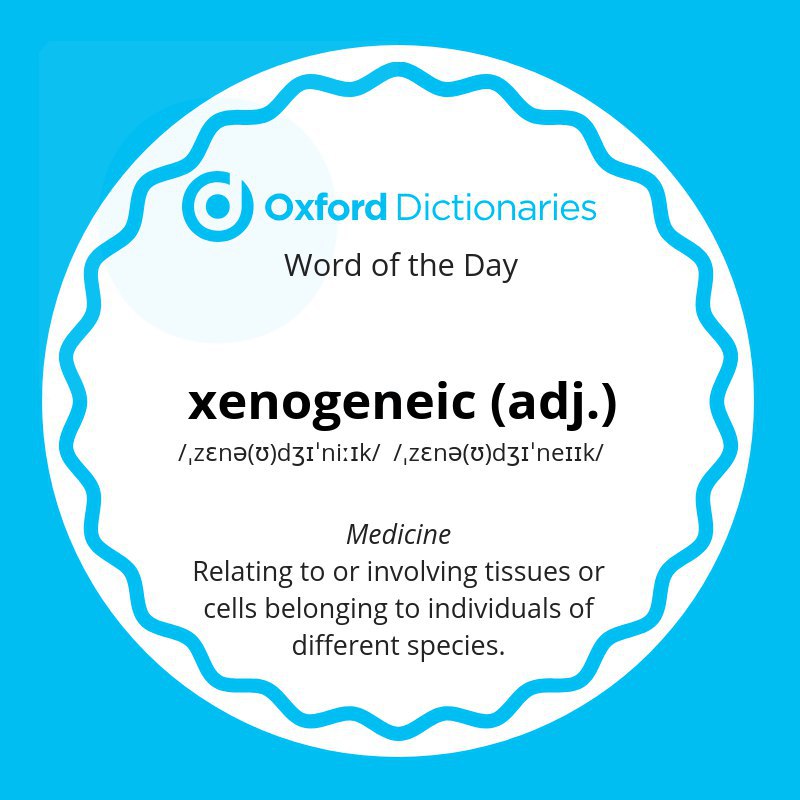 Oxford Dictionaries
Word of the Day
xenogeneic (adj.)
/ˌzɛnə(ʊ)dʒɪˈniːɪk/ /ˌzɛnə(ʊ)dʒɪˈneɪɪk/
Medicine
Relating to or involving tissues or
cells belonging to individuals of
different species.